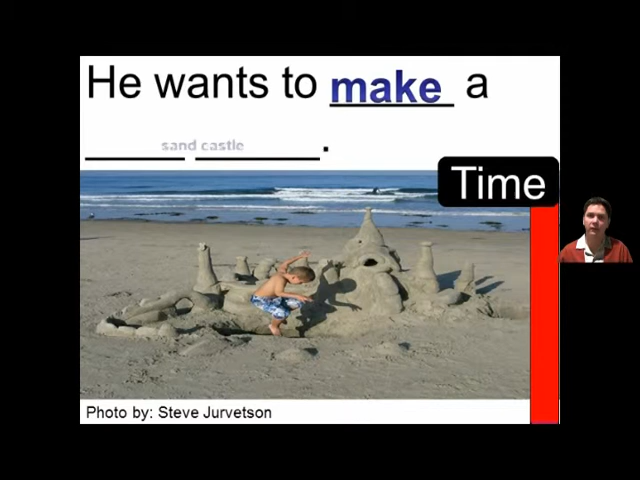 He wants to make a
sand castle.
Time
Photo by: Steve Jurvetson